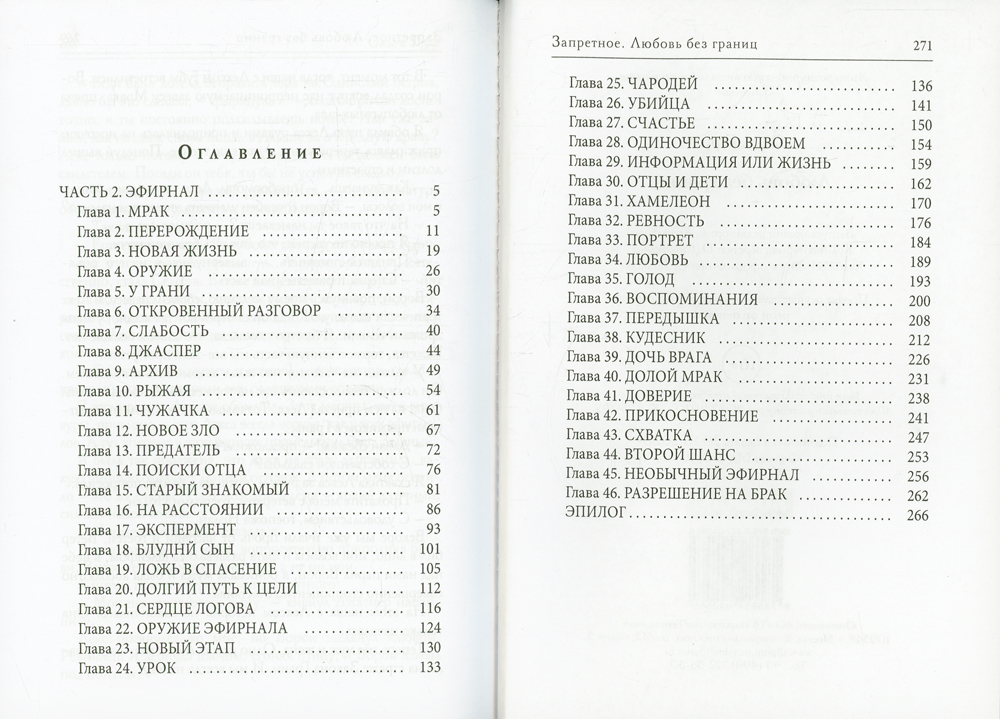 ОГЛАВЛЕНИЕ
ЧАСТЬ 2. ЭФИРНАЛ ........ 5
Глава 1. МРАК ........ 5
Глава 2. ПЕРЕРОЖДЕНИЕ ........ 11
Глава 3. НОВАЯ ЖИЗНЬ ........ 19
Глава 4. ОРУЖИЕ ........ 26
Глава 5. У ГРАНИ ........ 30
Глава 6. ОТКРОВЕННЫЙ РАЗГОВОР ........ 34
Глава 7. СЛАБОСТЬ ........ 40
Глава 8. ДЖАСПЕР ........ 44
Глава 9. АРХИВ ........ 49
Глава 10. РЫЖАЯ ........ 54
Глава 11. ЧУЖАЧКА ........ 61
Глава 12. НОВОЕ ЗЛО ........ 67
Глава 13. ПРЕДАТЕЛЬ ........ 72
Глава 14. ПОИСКИ ОТЦА ........ 76
Глава 15. СТАРЫЙ ЗНАКОМЫЙ ........ 81
Глава 16. НА РАССТОЯНИИ ........ 86
Глава 17. ЭКСПЕРМЕНТ ........ 93
Глава 18. БЛУДНЙ СЫН ........ 101
Глава 19. ЛОЖЬ В СПАСЕНИЕ ........ 105
Глава 20. ДОЛГИЙ ПУТЬ К ЦЕЛИ ........ 112
Глава 21. СЕРДЦЕ ЛОГОВА ........ 116
Глава 22. ОРУЖИЕ ЭФИРНАЛА ........ 124
Глава 23. НОВЫЙ ЭТАП ........ 130
Глава 24. УРОК ........ 133
Запретное. Любовь без границ 271
Глава 25. ЧАРОДЕЙ ........ 136
Глава 26. УБИЙЦА ........ 141
Глава 27. СЧАСТЬЕ ........ 150
Глава 28. ОДИНОЧЕСТВО ВДВОЕМ ........ 154
Глава 29. ИНФОРМАЦИЯ ИЛИ ЖИЗНЬ ........ 159
Глава 30. ОТЦЫ И ДЕТИ ........ 162
Глава 31. ХАМЕЛЕОН ........ 170
Глава 32. РЕВНОСТЬ ........ 176
Глава 33. ПОРТРЕТ ........ 184
Глава 34. ЛЮБОВЬ ........ 189
Глава 35. ГОЛОД ........ 193
Глава 36. ВОСПОМИНАНИЯ ........ 200
Глава 37. ПЕРЕДЫШКА ........ 208
Глава 38. КУДЕСНИК ........ 212
Глава 39. ДОЧЬ ВРАГА ........ 226
Глава 40. ДОЛОЙ МРАК ........ 231
Глава 41. ДОВЕРИЕ ........ 238
Глава 42. ПРИКОСНОВЕНИЕ ........ 241
Глава 43. СХВАТКА ........ 247
Глава 44. ВТОРОЙ ШАНС ........ 253
Глава 45. НЕОБЫЧНЫЙ ЭФИРНАЛ ........ 256
Глава 46. РАЗРЕШЕНИЕ НА БРАК ........ 262
ЭПИЛОГ ........ 266